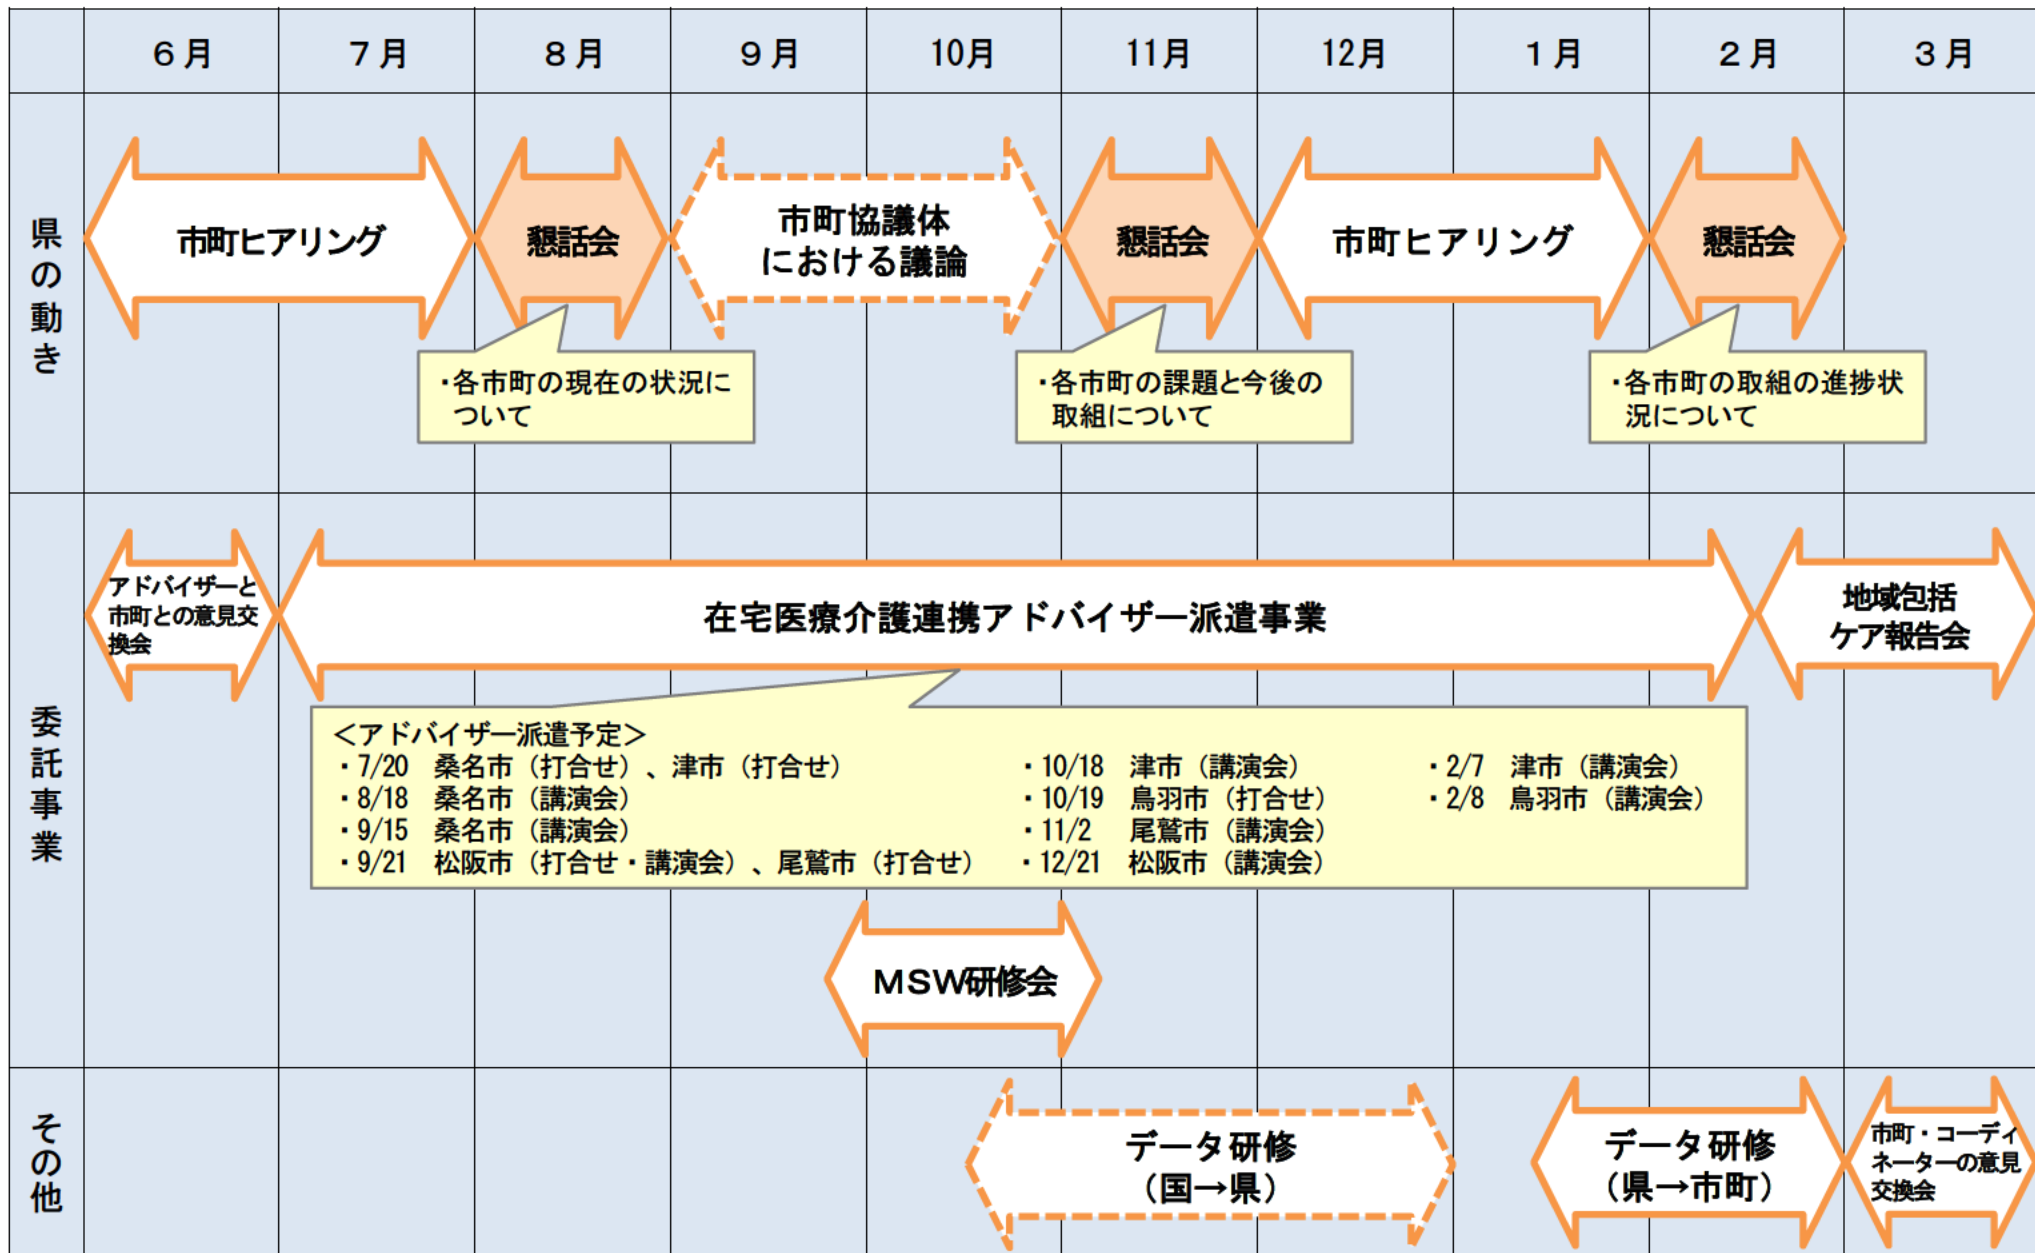 6月 7月 8月 9月 10月 11月 12月 1月 2月 3月
県の動き
市町ヒアリング
懇話会
市町協議体
における議論
懇話会
市町ヒアリング
懇話会
・各市町の現在の状況に
ついて
・各市町の課題と今後の
取組について
・各市町の取組の進捗状
況について
委託事業
アドバイザーと
市町との意見交
換会
在宅医療介護連携アドバイザー派遣事業
地域包括
ケア報告会
＜アドバイザー派遣予定＞
・7/20 桑名市（打合せ）、津市（打合せ）
・8/18 桑名市（講演会）
・9/15 桑名市（講演会）
・9/21 松阪市（打合せ・講演会）、尾鷲市（打合せ）
・10/18 津市（講演会）
・10/19 鳥羽市（打合せ）
・11/2 尾鷲市（講演会）
・12/21 松阪市（講演会）
・2/7 津市（講演会）
・2/8 鳥羽市（講演会）
MSW研修会
その他
データ研修
（国→県）
データ研修
（県→市町）
市町・コーディ
ネーターの意見
交換会